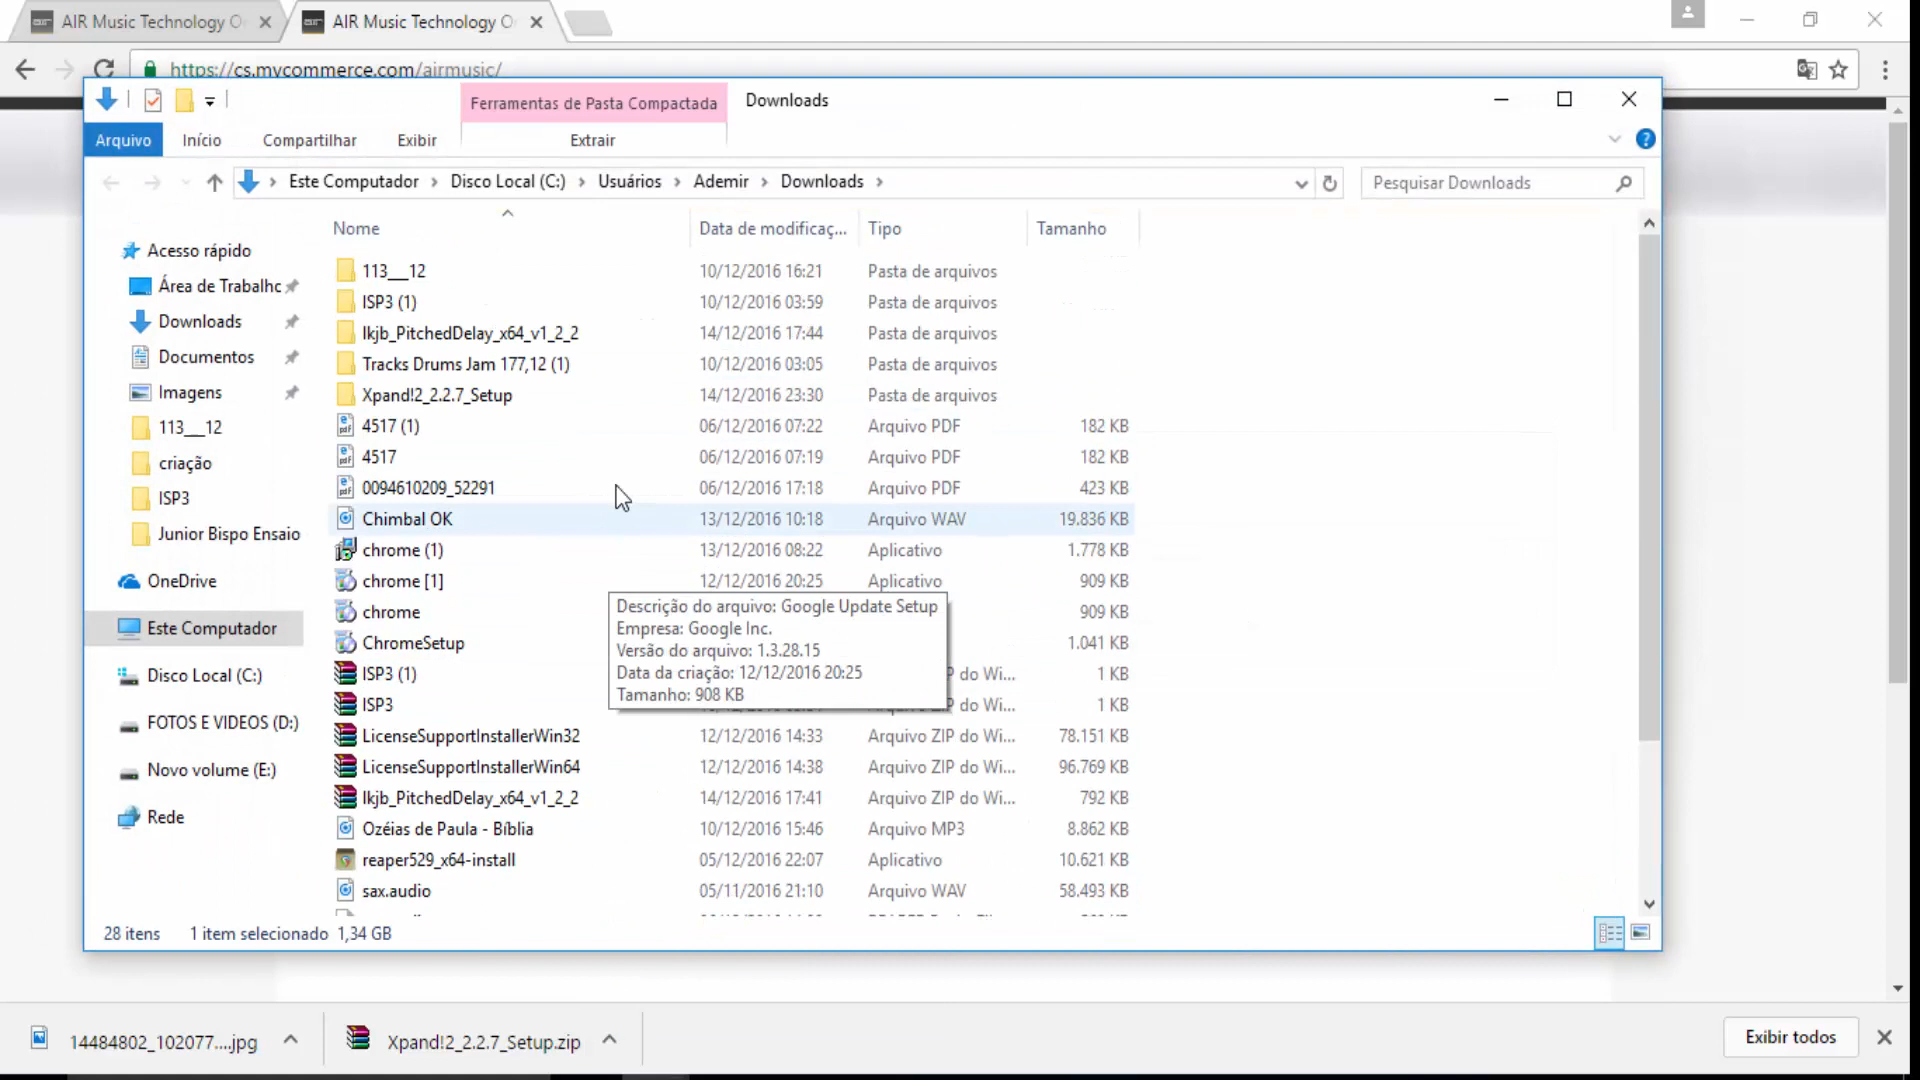 AIR Music Technology O
AIR Music Technology O
https://cs.mycommerce.com/airmusic/
Ferramentas de Pasta Compactada
Downloads
Arquivo
Início
Compartilhar
Exibir
Extrair
Este Computador
Disco Local (C:)
Usuários
Ademir
Downloads
Pesquisar Downloads
Nome
Data de modificaç...
Tipo
Tamanho
Acesso rápido
Área de Trabalho
Downloads
Documentos
Imagens
113__12
criação
ISP3
Junior Bispo Ensaio
OneDrive
Este Computador
Disco Local (C:)
FOTOS E VIDEOS (D:)
Novo volume (E:)
Rede
113__12 10/12/2016 16:21 Pasta de arquivos
ISP3 (1) 10/12/2016 03:59 Pasta de arquivos
lkjb_PitchedDelay_x64_v1_2_2 14/12/2016 17:44 Pasta de arquivos
Tracks Drums Jam 177,12 (1) 10/12/2016 03:05 Pasta de arquivos
Xpand!2_2.2.7_Setup 14/12/2016 23:30 Pasta de arquivos
4517 (1) 06/12/2016 07:22 Arquivo PDF 182 KB
4517 06/12/2016 07:19 Arquivo PDF 182 KB
0094610209_52291 06/12/2016 17:18 Arquivo PDF 423 KB
Chimbal OK 13/12/2016 10:18 Arquivo WAV 19.836 KB
chrome (1) 13/12/2016 08:22 Aplicativo 1.778 KB
chrome [1] 12/12/2016 20:25 Aplicativo 909 KB
chrome 909 KB
ChromeSetup 1.041 KB
ISP3 (1) P do Wi... 1 KB
ISP3 P do Wi... 1 KB
LicenseSupportInstallerWin32 12/12/2016 14:33 Arquivo ZIP do Wi... 78.151 KB
LicenseSupportInstallerWin64 12/12/2016 14:38 Arquivo ZIP do Wi... 96.769 KB
lkjb_PitchedDelay_x64_v1_2_2 14/12/2016 17:41 Arquivo ZIP do Wi... 792 KB
Ozéias de Paula - Bíblia 10/12/2016 15:46 Arquivo MP3 8.862 KB
reaper529_x64-install 05/12/2016 22:07 Aplicativo 10.621 KB
sax.audio 05/11/2016 21:10 Arquivo WAV 58.493 KB
Descrição do arquivo: Google Update Setup
Empresa: Google Inc.
Versão do arquivo: 1.3.28.15
Data da criação: 12/12/2016 20:25
Tamanho: 908 KB
28 itens 1 item selecionado 1,34 GB
14484802_102077....jpg
Xpand!2_2.2.7_Setup.zip
Exibir todos